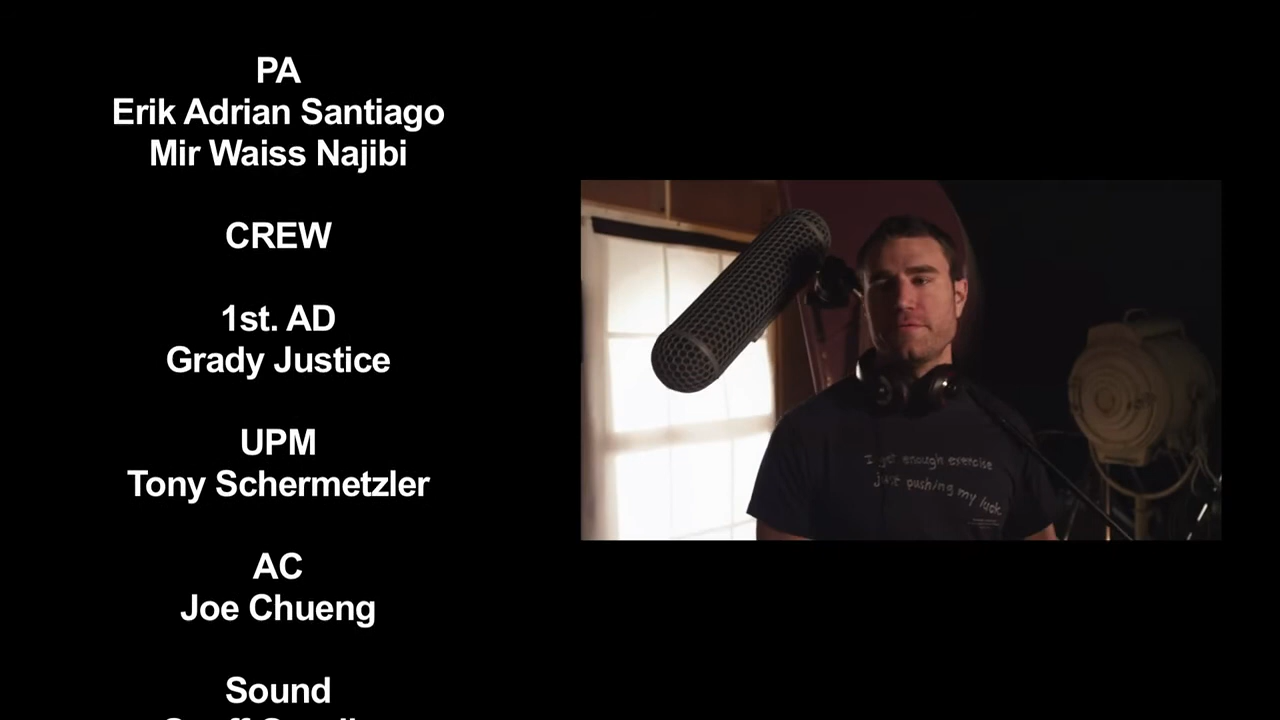 PA
Erik Adrian Santiago
Mir Waiss Najibi
CREW
1st. AD
Grady Justice
UPM
Tony Schermetzler
AC
Joe Chueng
Sound
I get enough exercise
just pushing my luck